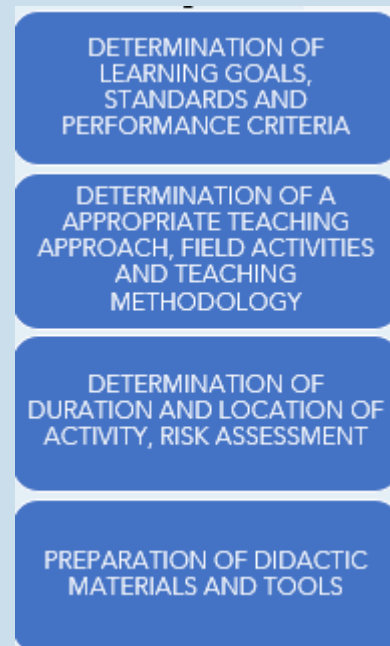 DETERMINATION OF
LEARNING GOALS,
STANDARDS AND
PERFORMANCE CRITERIA
DETERMINATION OF A
APPROPRIATE TEACHING
APPROACH, FIELD ACTIVITIES
AND TEACHING
METHODOLOGY
DETERMINATION OF
DURATION AND LOCATION OF
ACTIVITY, RISK ASSESSMENT
PREPARATION OF DIDACTIC
MATERIALS AND TOOLS